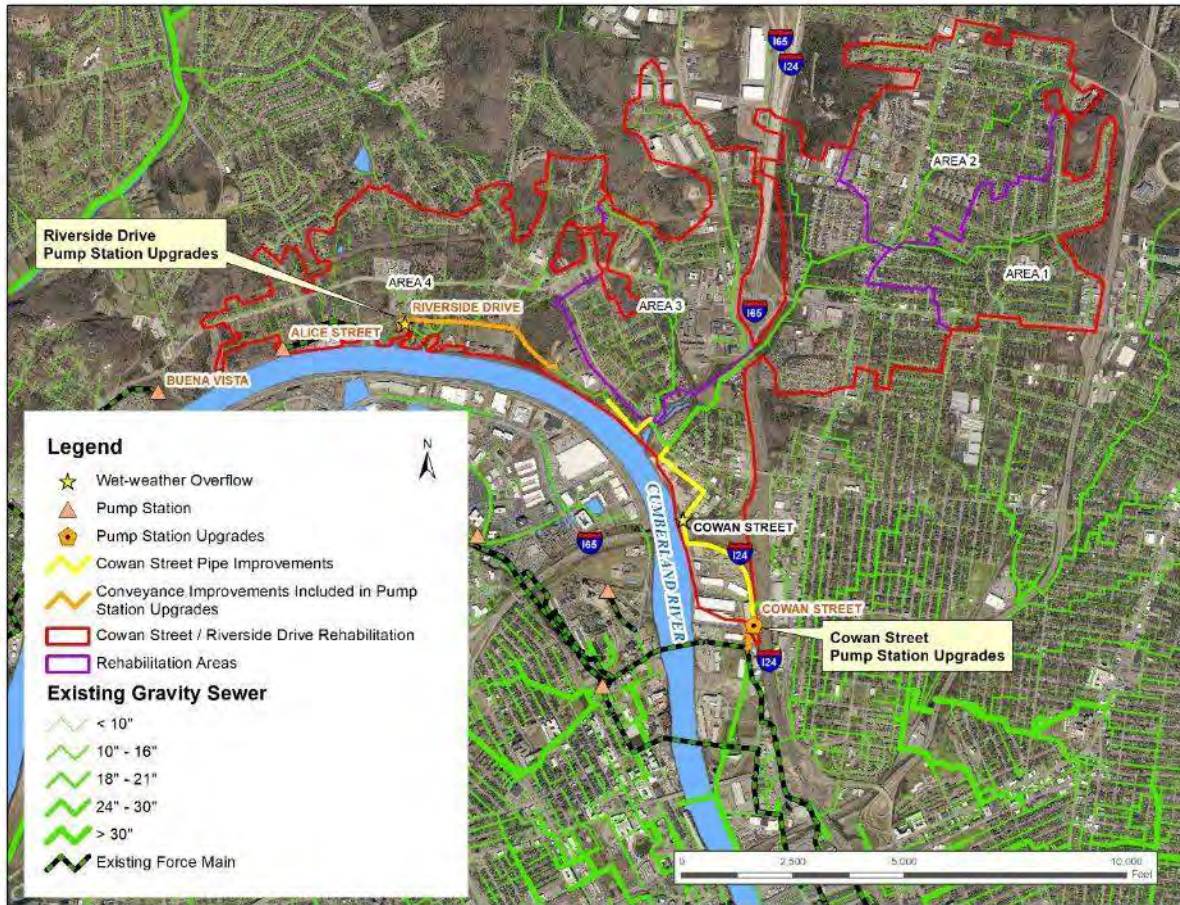 I65
I24
AREA 2
Riverside Drive
Pump Station Upgrades
AREA 4
AREA 1
AREA 3
RIVERSIDE DRIVE
I65
ALICE STREET
BUENA VISTA
Legend
N
Wet-weather Overflow
Pump Station
Pump Station Upgrades
Cowan Street Pipe Improvements
Conveyance Improvements Included in Pump
Station Upgrades
Cowan Street / Riverside Drive Rehabilitation
Rehabilitation Areas
Existing Gravity Sewer
< 10"
10" - 16"
18" - 21"
24" - 30"
> 30"
Existing Force Main
CUMBERLAND RIVER
COWAN STREET
I65
I24
COWAN STREET
Cowan Street
Pump Station Upgrades
I24
0 2,500 5,000 10,000
Feet